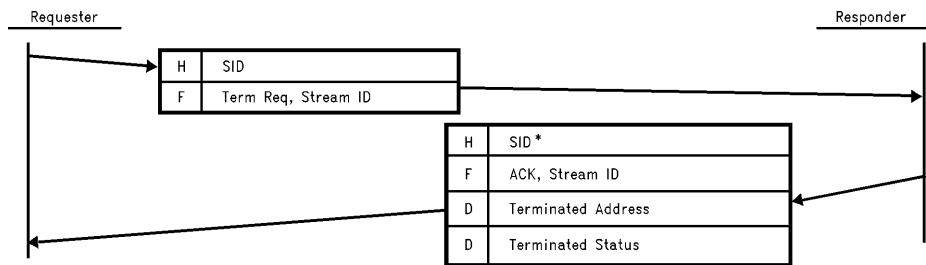 Requester
Responder
H SID
F Term Req, Stream ID
H SID*
F ACK, Stream ID
D Terminated Address
D Terminated Status